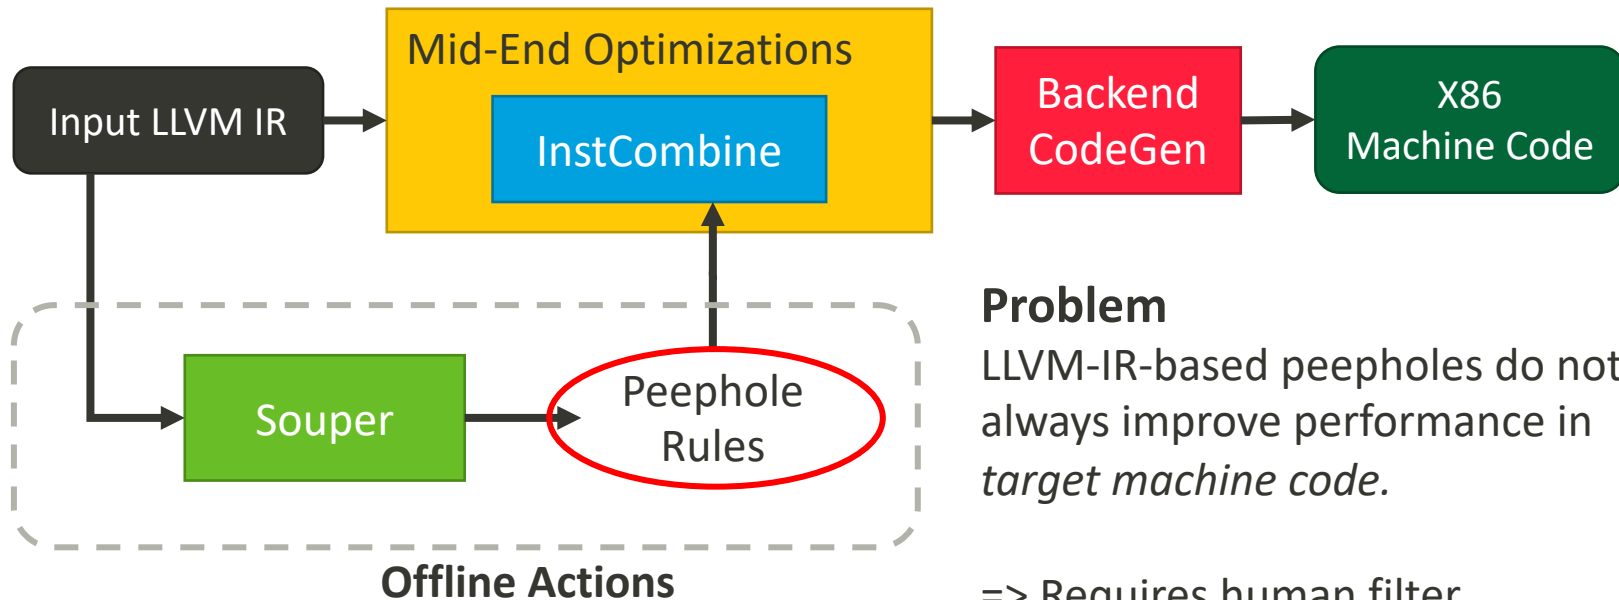 Mid-End Optimizations
Input LLVM IR
InstCombine
Backend
CodeGen
X86
Machine Code
Souper
Peephole
Rules
Offline Actions
Problem
LLVM-IR-based peepholes do not
always improve performance in
target machine code.
=> Requires human filter